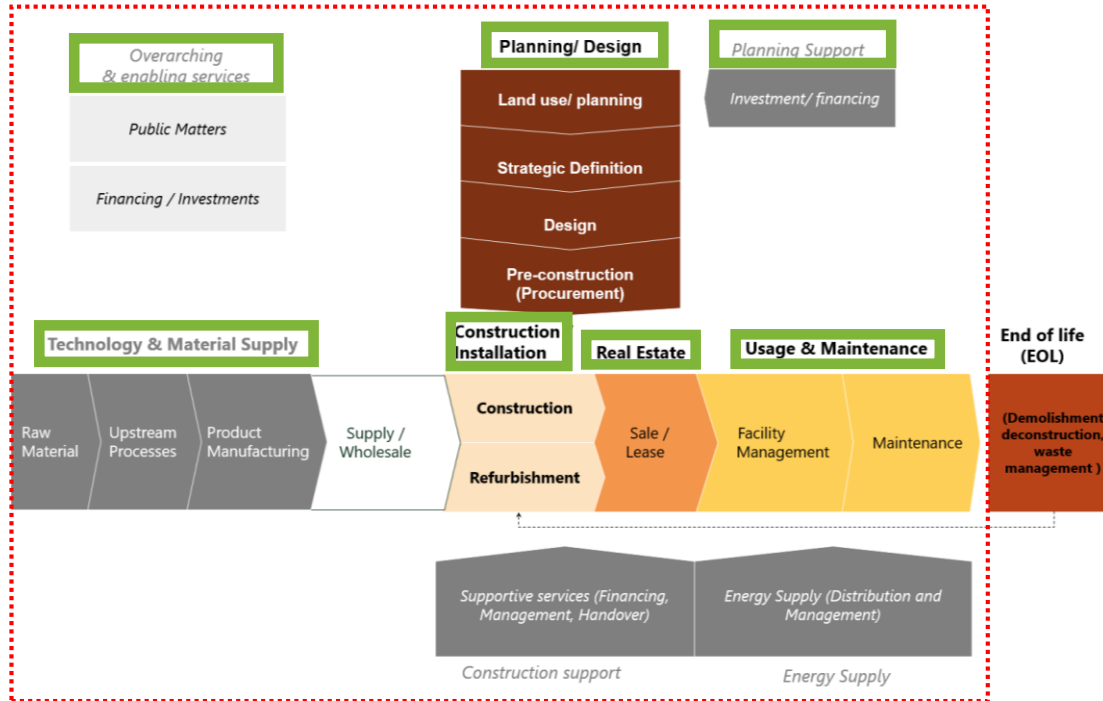 Overarching
& enabling services
Public Matters
Financing / Investments
Planning/ Design
Land use/ planning
Strategic Definition
Design
Pre-construction
(Procurement)
Planning Support
Investment/ financing
Technology & Material Supply
Construction
Installation
Real Estate
Usage & Maintenance
End of life
(EOL)
Raw
Material
Upstream
Processes
Product
Manufacturing
Supply /
Wholesale
Construction
Refurbishment
Sale /
Lease
Facility
Management
Maintenance
(Demolishment,
deconstruction,
waste
management )
Supportive services (Financing,
Management, Handover)
Energy Supply (Distribution and
Management)
Construction support
Energy Supply